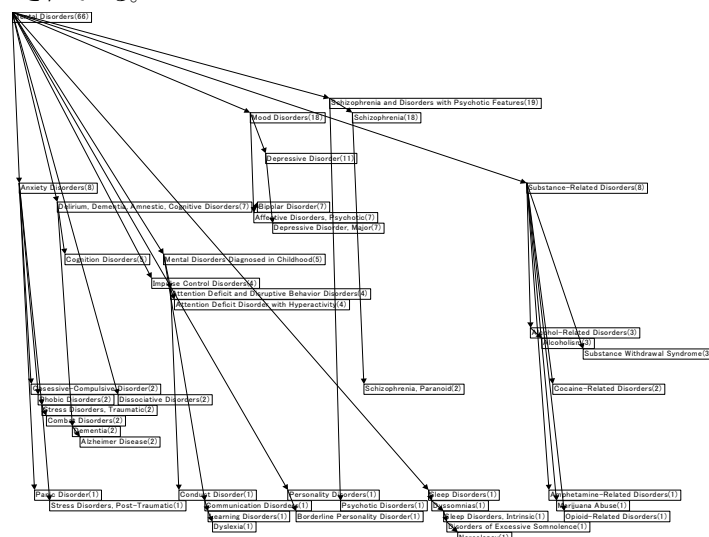 Mental Disorders(66)
Schizophrenia and Disorders with Psychotic Features(19)
Mood Disorders(18)
Schizophrenia(18)
Depressive Disorder(11)
Anxiety Disorders(8)
Substance-Related Disorders(8)
Delirium, Dementia, Amnestic, Cognitive Disorders(7)
Bipolar Disorder(7)
Affective Disorders, Psychotic(7)
Depressive Disorder, Major(7)
Cognition Disorders(5)
Mental Disorders Diagnosed in Childhood(5)
Impulse Control Disorders(4)
Attention Deficit and Disruptive Behavior Disorders(4)
Attention Deficit Disorder with Hyperactivity(4)
Alcohol-Related Disorders(3)
Alcoholism(3)
Substance Withdrawal Syndrome(3
Obsessive-Compulsive Disorder(2)
Schizophrenia, Paranoid(2)
Cocaine-Related Disorders(2)
Phobic Disorders(2)
Dissociative Disorders(2)
Stress Disorders, Traumatic(2)
Combat Disorders(2)
Dementia(2)
Alzheimer Disease(2)
Panic Disorder(1)
Conduct Disorder(1)
Personality Disorders(1)
Sleep Disorders(1)
Amphetamine-Related Disorders(1)
Stress Disorders, Post-Traumatic(1)
Communication Disorders(1)
Psychotic Disorders(1)
Dyssomnias(1)
Marijuana Abuse(1)
Learning Disorders(1)
Borderline Personality Disorder(1)
Sleep Disorders, Intrinsic(1)
Opioid-Related Disorders(1)
Dyslexia(1)
Disorders of Excessive Somnolence(1)